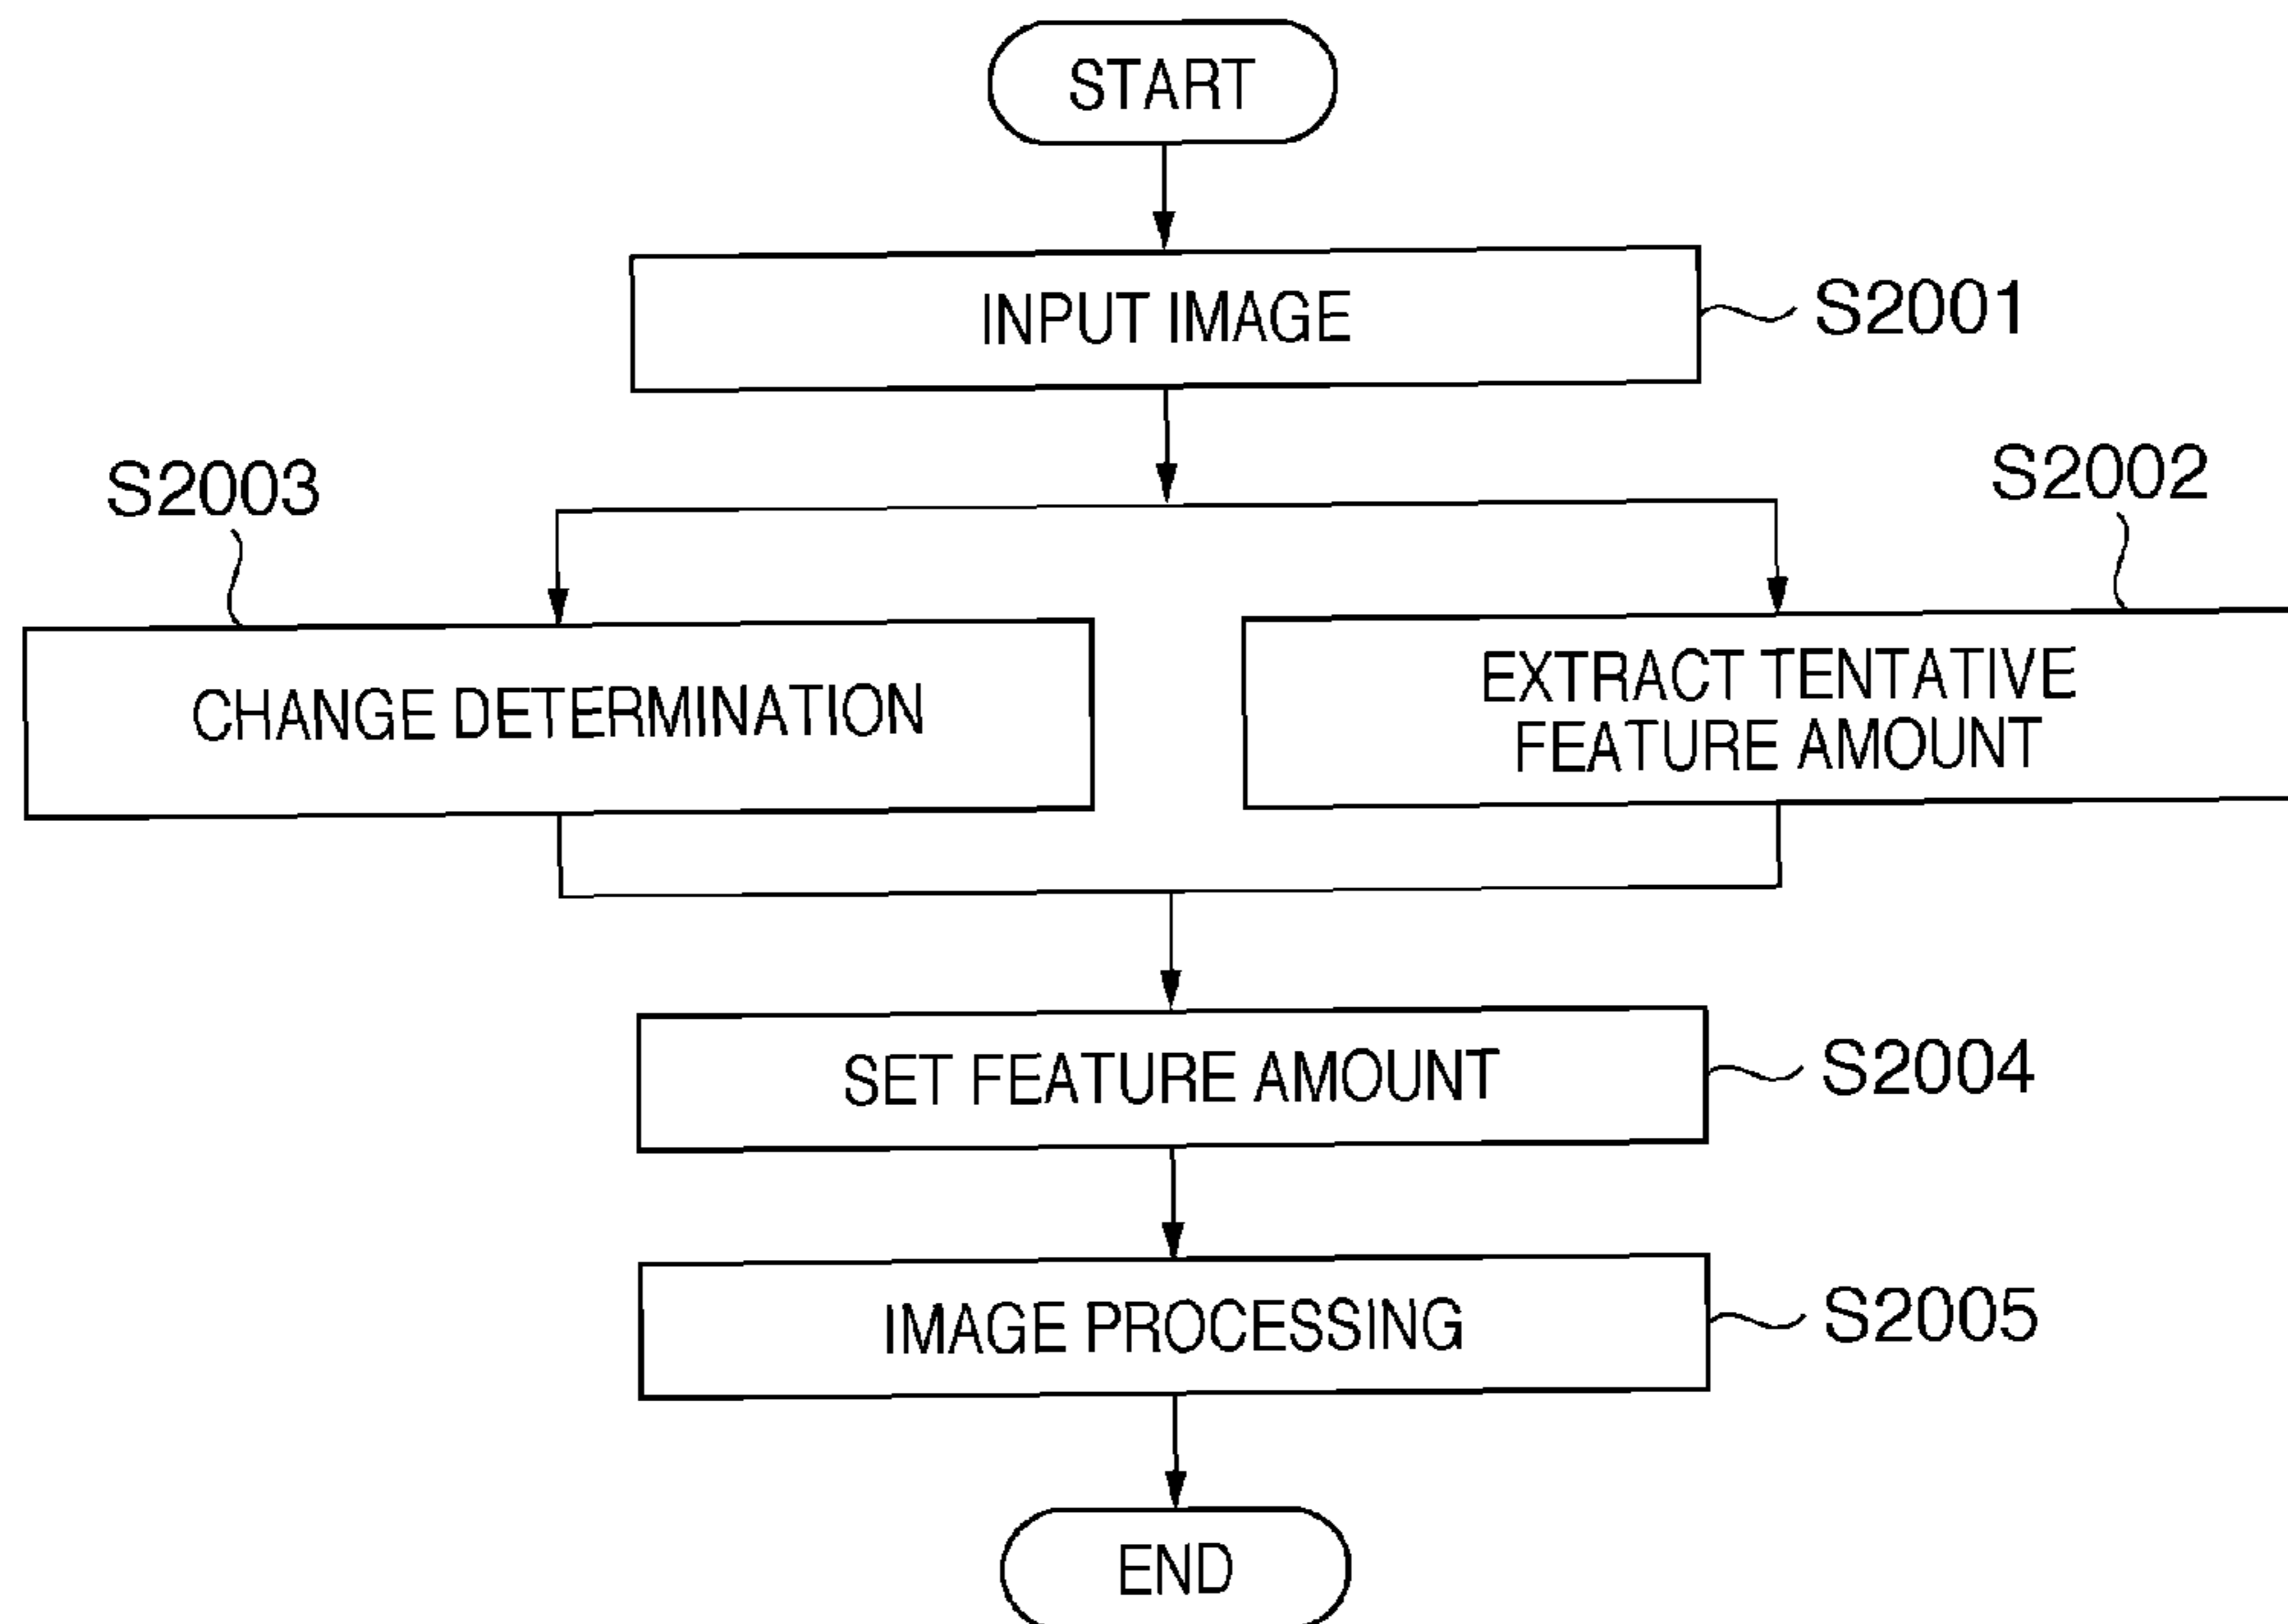 START
INPUT IMAGE
S2001
S2003
S2002
CHANGE DETERMINATION
EXTRACT TENTATIVE
FEATURE AMOUNT
SET FEATURE AMOUNT
S2004
IMAGE PROCESSING
S2005
END